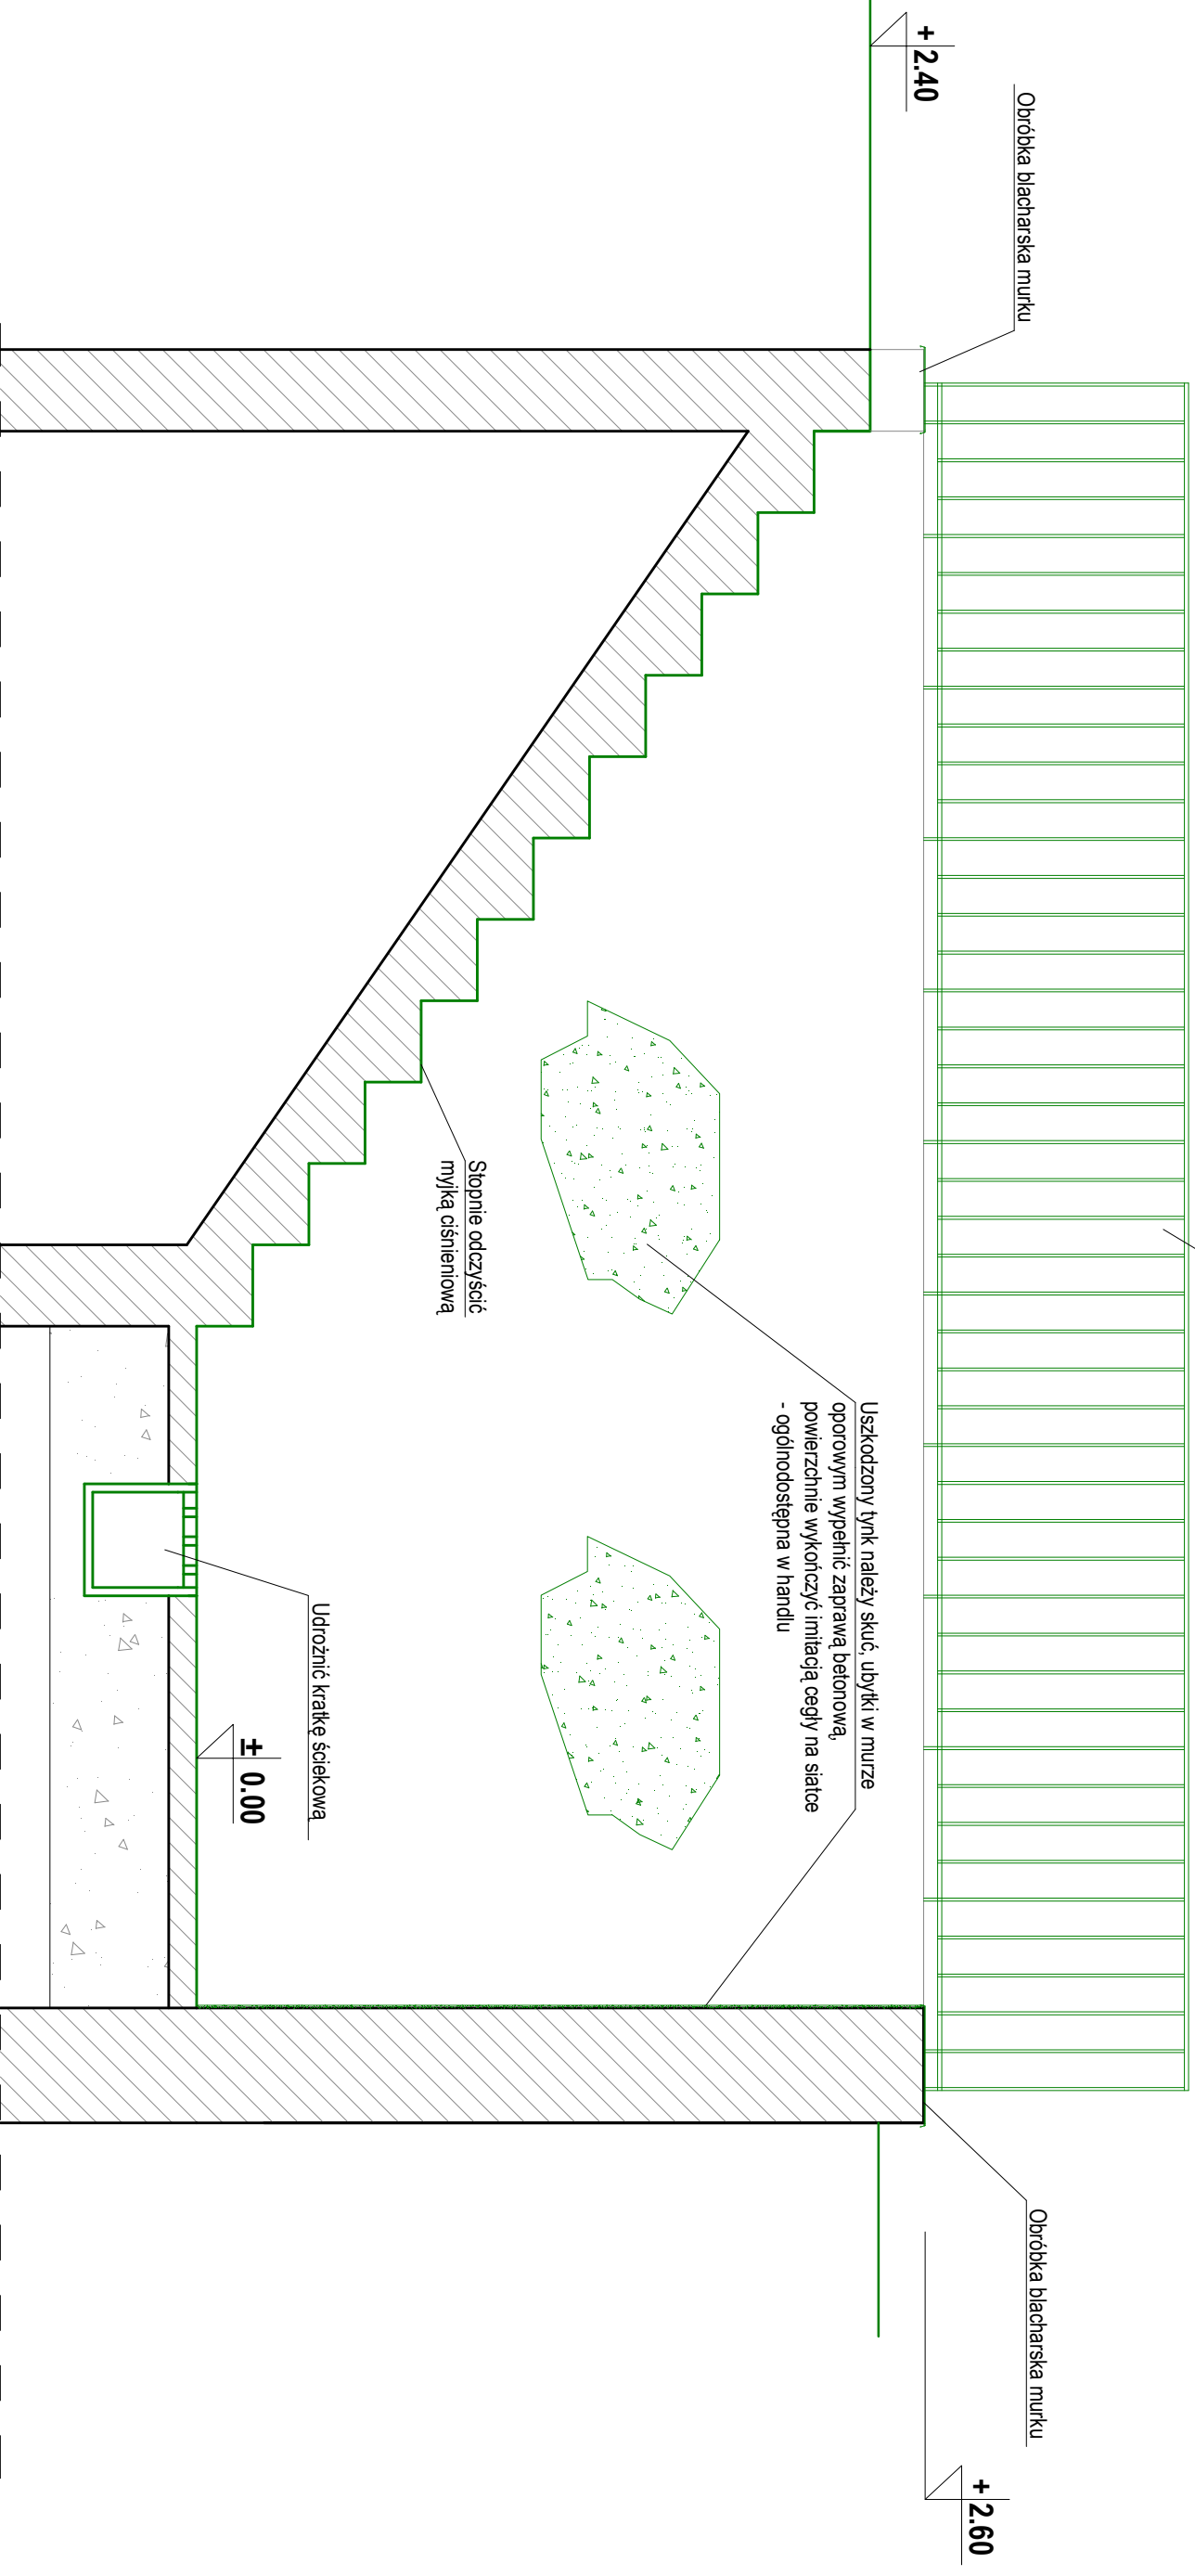 + 2.40
Obróbka blacharska murku
Uszkodzony tynk należy skuć, ubytki w murze
oporowym wypełnić zaprawą betonową,
powierzchnie wykończyć imitacją cegły na siatce
- ogólnodostępna w handlu
Stopnie odczyścić
myjką ciśnieniową
Udrożnić kratkę ściekową
± 0.00
Obróbka blacharska murku
+ 2.60